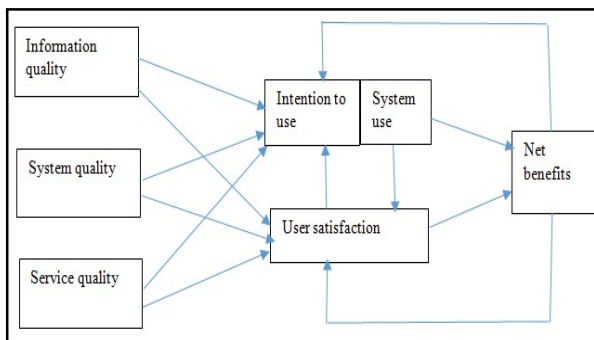 Information
quality
Intention to
use
System
use
System quality
Net
benefits
User satisfaction
Service quality